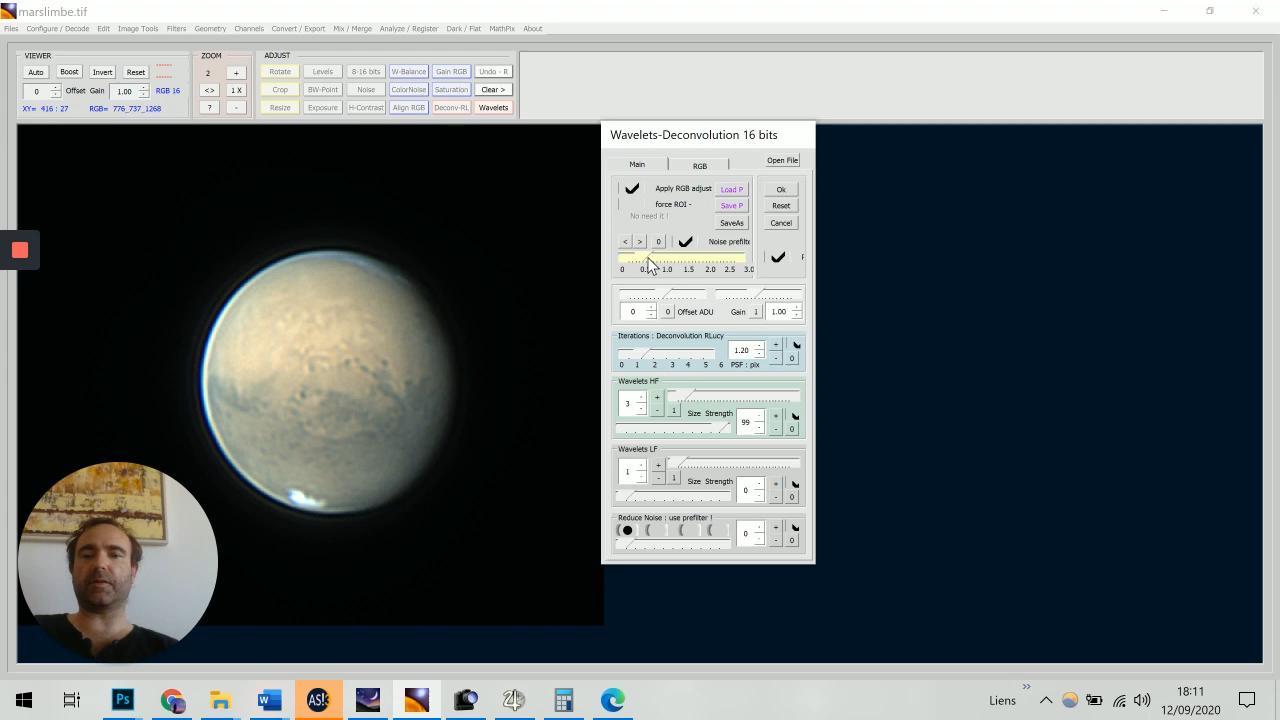 marslimbe.tif
Files Configure / Decode Edit Image Tools Filters Geometry Channels Convert / Export Mix / Merge Analyze / Register Dark / Flat MathPix About
VIEWER ZOOM ADJUST
Auto Boost Invert Reset 2 + Rotate Levels 8-16 bits W-Balance Gain RGB Undo - R
0 Offset Gain 1.00 RGB 16 <> 1 X Crop BW-Point Noise ColorNoise Saturation Clear >
XY= 416 : 27 RGB= 776_737_1268 ? - Resize Exposure H-Contrast Align RGB Deconv-RL Wavelets
Wavelets-Deconvolution 16 bits
Main RGB Open File
Apply RGB adjust Load P Ok
force ROI - Save P Reset
No need it !
SaveAs Cancel
< > 0 Noise prefilt
0 1.0 1.5 2.0 2.5 3.0
0 0 Offset ADU Gain 1 1.00
Iterations : Deconvolution RLucy
1.20 + - 0
0 1 2 3 4 5 6 PSF : pix
Wavelets HF
3 + - 1 Size Strength 99 + - 0
Wavelets LF
1 + - 1 Size Strength 0 + - 0
Reduce Noise : use prefilter !
0 + - 0
Ps W AS!3 Liens » 18:11
12/09/2020